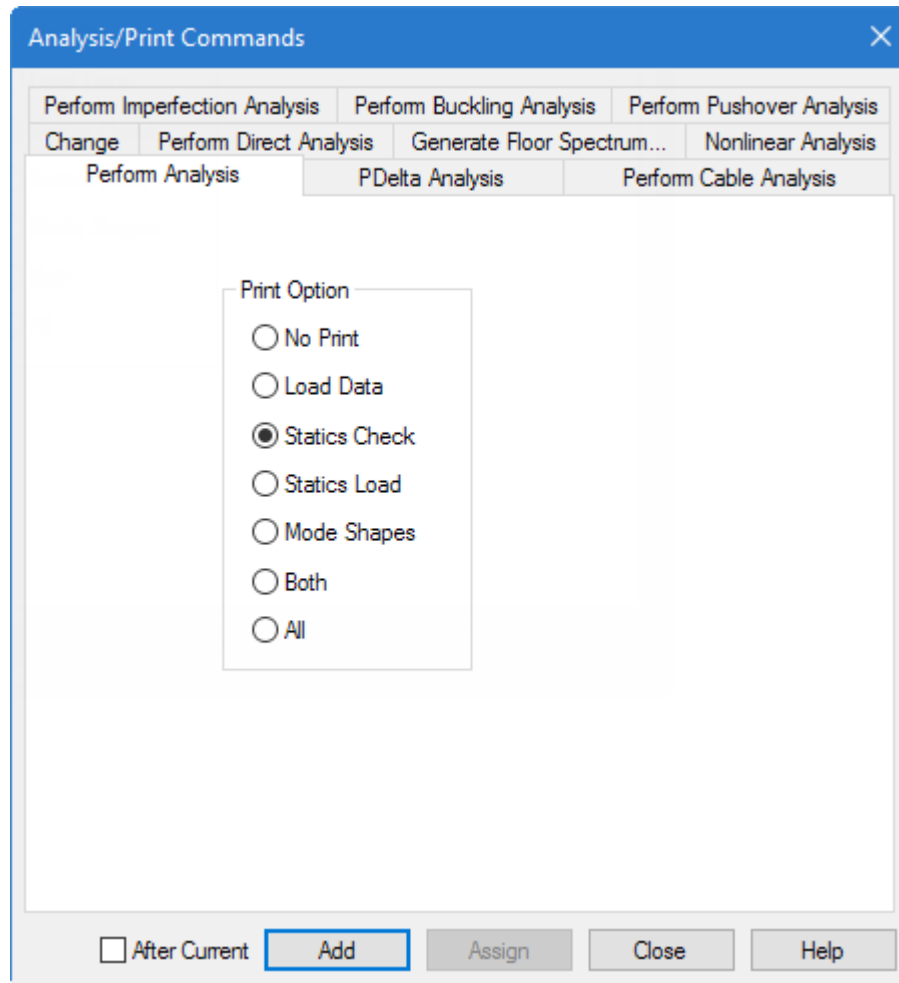 Analysis/Print Commands
Perform Imperfection Analysis Perform Buckling Analysis Perform Pushover Analysis
Change Perform Direct Analysis Generate Floor Spectrum... Nonlinear Analysis
Perform Analysis PDelta Analysis Perform Cable Analysis
Print Option
No Print
Load Data
Statics Check
Statics Load
Mode Shapes
Both
All
After Current Add Assign Close Help